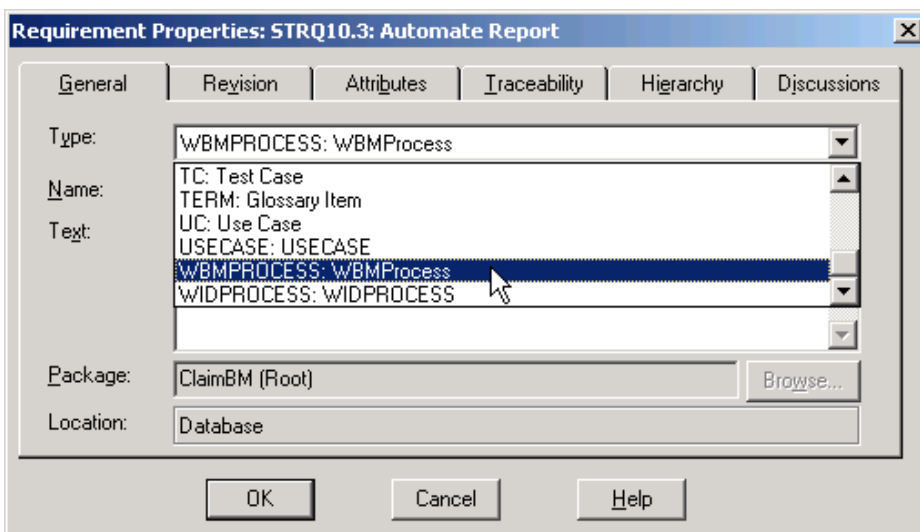 Requirement Properties: STRQ10.3: Automate Report
General Revision Attributes Traceability Hierarchy Discussions
Type: WBMPROCESS: WBMProcess
TC: Test Case
Name: TERM: Glossary Item
Text: UC: Use Case
USECASE: USECASE
WBMPROCESS: WBMProcess
WIDPROCESS: WIDPROCESS
Package: ClaimBM (Root) Browse...
Location: Database
OK Cancel Help